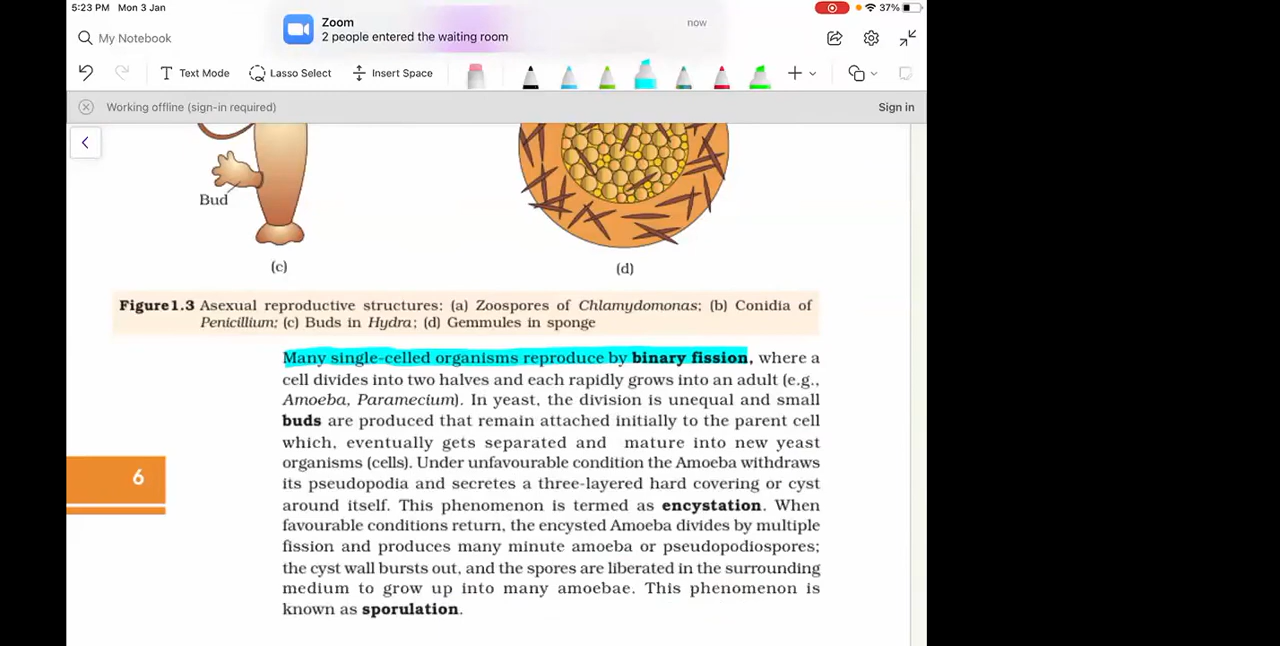 5:23 PM Mon 3 Jan
37%
Zoom
now
2 people entered the waiting room
My Notebook
Text Mode
Lasso Select
Insert Space
Working offline (sign-in required)
Sign in
Bud
(c)
(d)
Figure1.3 Asexual reproductive structures: (a) Zoospores of Chlamydomonas; (b) Conidia of
Penicillium; (c) Buds in Hydra; (d) Gemmules in sponge
Many single-celled organisms reproduce by binary fission, where a
cell divides into two halves and each rapidly grows into an adult (e.g.,
Amoeba, Paramecium). In yeast, the division is unequal and small
buds are produced that remain attached initially to the parent cell
which, eventually gets separated and mature into new yeast
organisms (cells). Under unfavourable condition the Amoeba withdraws
its pseudopodia and secretes a three-layered hard covering or cyst
around itself. This phenomenon is termed as encystation. When
favourable conditions return, the encysted Amoeba divides by multiple
fission and produces many minute amoeba or pseudopodiospores;
the cyst wall bursts out, and the spores are liberated in the surrounding
medium to grow up into many amoebae. This phenomenon is
known as sporulation.
6